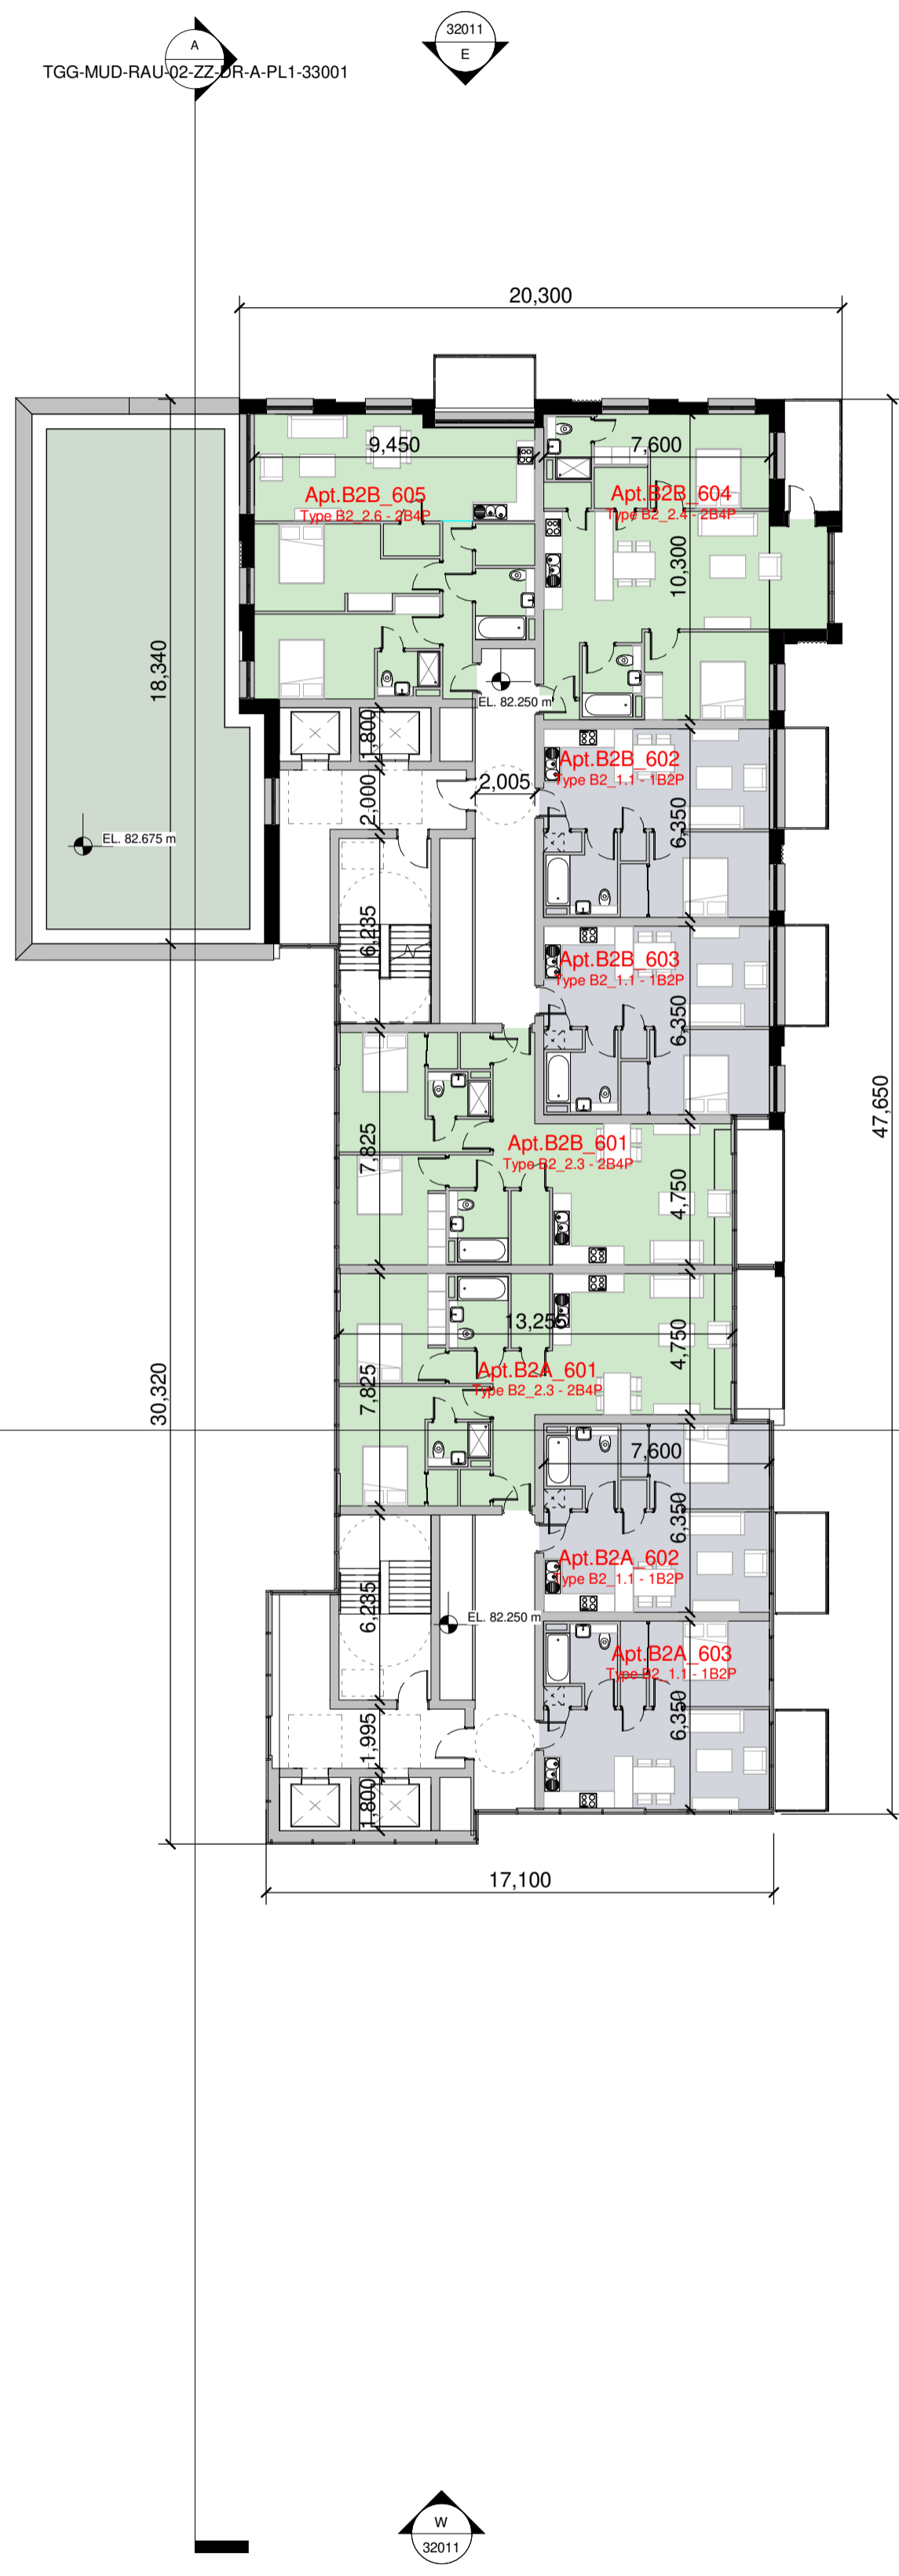 32011
E
A
TGG-MUD-RAU-02-ZZ-DR-A-PL1-33001
20,300
9,450
7,600
Apt.B2B_605
Type B2_2.6 - 2B4P
Apt.B2B_604
Type B2_2.4 - 2B4P
10,300
18,340
EL. 82.250 m
1,800
2,000
2,005
Apt.B2B_602
Type B2_1.1 - 1B2P
6,350
EL. 82.675 m
6,235
Apt.B2B_603
Type B2_1.1 - 1B2P
6,350
47,650
7,825
Apt.B2B_601
Type B2_2.3 - 2B4P
4,750
13,255
4,750
Apt.B2A_601
Type B2_2.3 - 2B4P
7,825
30,320
7,600
6,350
Apt.B2A_602
Type B2_1.1 - 1B2P
6,235
EL. 82.250 m
Apt.B2A_603
Type B2_1.1 - 1B2P
6,350
1,995
1,800
17,100
W
32011